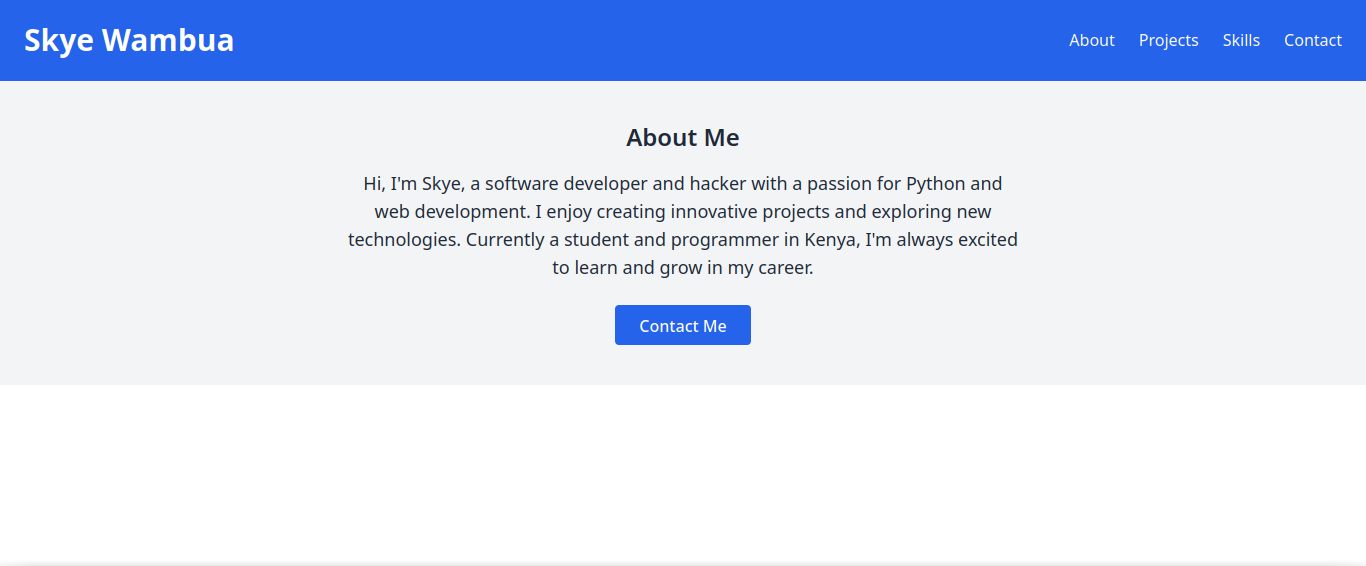 Skye Wambua
About Projects Skills Contact
About Me
Hi, I'm Skye, a software developer and hacker with a passion for Python and
web development. I enjoy creating innovative projects and exploring new
technologies. Currently a student and programmer in Kenya, I'm always excited
to learn and grow in my career.
Contact Me